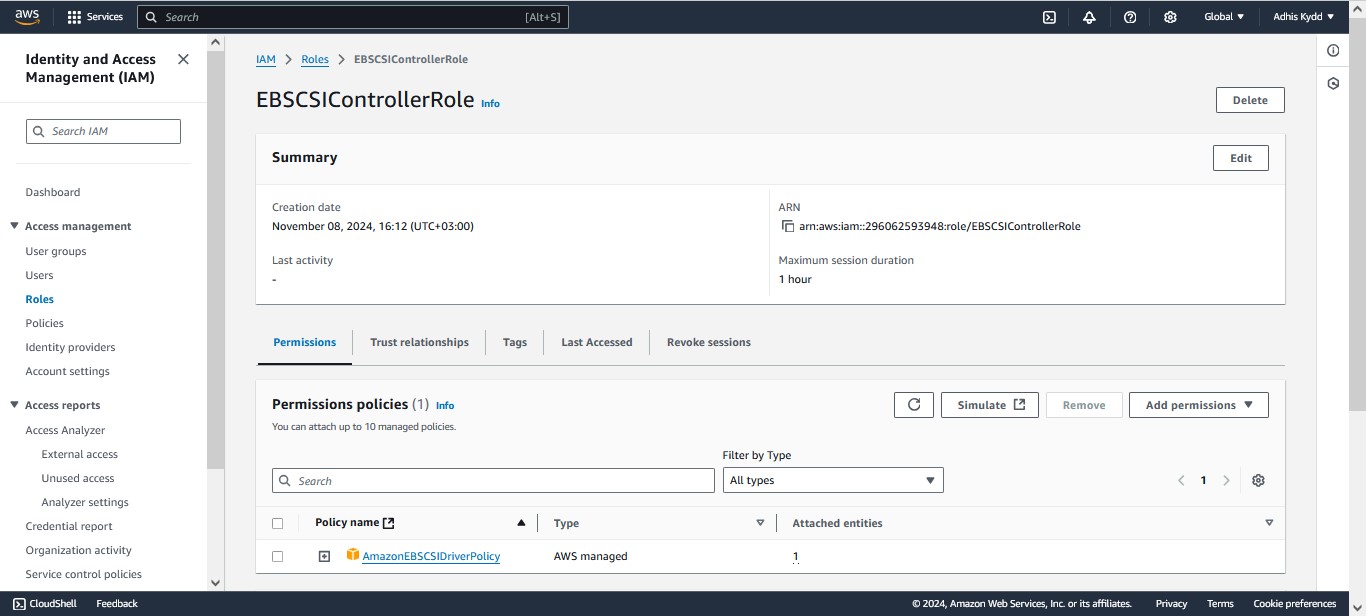 aws
Services
Search
[Alt+S]
Global
Adhis Kydd
Identity and Access
Management (IAM)
Search IAM
Dashboard
Access management
User groups
Users
Roles
Policies
Identity providers
Account settings
Access reports
Access Analyzer
External access
Unused access
Analyzer settings
Credential report
Organization activity
Service control policies
IAM > Roles > EBSCSIControllerRole
EBSCSIControllerRole Info
Delete
Summary
Edit
Creation date
November 08, 2024, 16:12 (UTC+03:00)
ARN
arn:aws:iam::296062593948:role/EBSCSIControllerRole
Last activity
-
Maximum session duration
1 hour
Permissions
Trust relationships
Tags
Last Accessed
Revoke sessions
Permissions policies (1) Info
You can attach up to 10 managed policies.
Simulate
Remove
Add permissions
Filter by Type
Search
All types
1
Policy name
Type
Attached entities
AmazonEBSCSIDriverPolicy
AWS managed
1
CloudShell
Feedback
© 2024, Amazon Web Services, Inc. or its affiliates.
Privacy
Terms
Cookie preferences